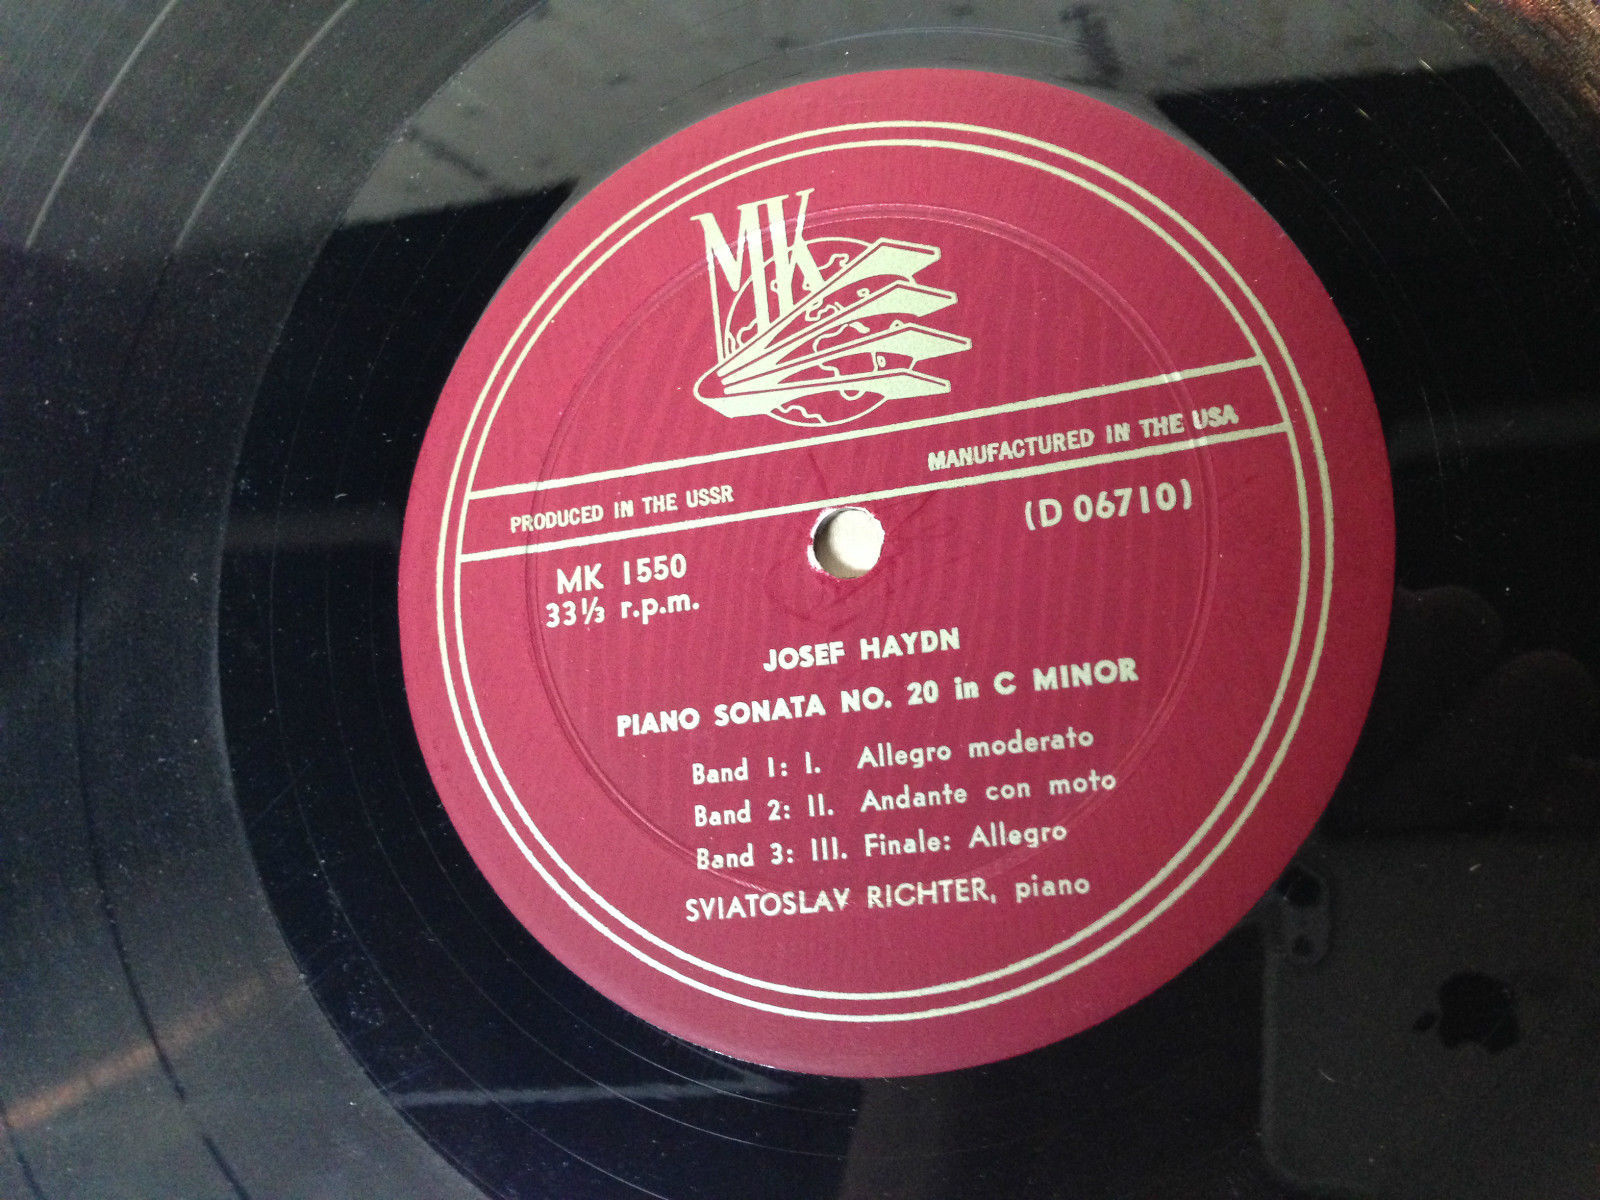 MK
PRODUCED IN THE USSR
MANUFACTURED IN THE USA
MK 1550
33⅓ r.p.m.
(D 06710)
JOSEF HAYDN
PIANO SONATA NO. 20 in C MINOR
Band 1: I. Allegro moderato
Band 2: II. Andante con moto
Band 3: III. Finale: Allegro
SVIATOSLAV RICHTER, piano